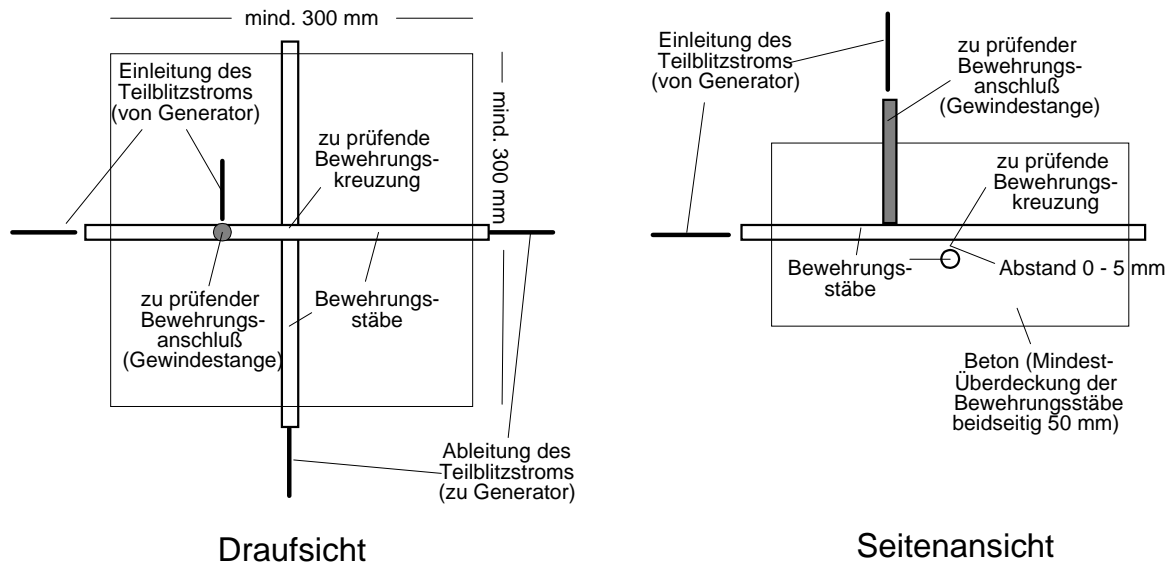 mind. 300 mm
Einleitung des
Teilblitzstroms
(von Generator)
mind. 300 mm
zu prüfende
Bewehrungs-
kreuzung
zu prüfender
Bewehrungs-
anschluß
(Gewindestange)
Bewehrungs-
stäbe
Ableitung des
Teilblitzstroms
(zu Generator)
Draufsicht
Einleitung des
Teilblitzstroms
(von Generator)
zu prüfender
Bewehrungs-
anschluß
(Gewindestange)
zu prüfende
Bewehrungs-
kreuzung
Bewehrungs-
stäbe
Abstand 0 - 5 mm
Beton (Mindest-
Überdeckung der
Bewehrungsstäbe
beidseitig 50 mm)
Seitenansicht